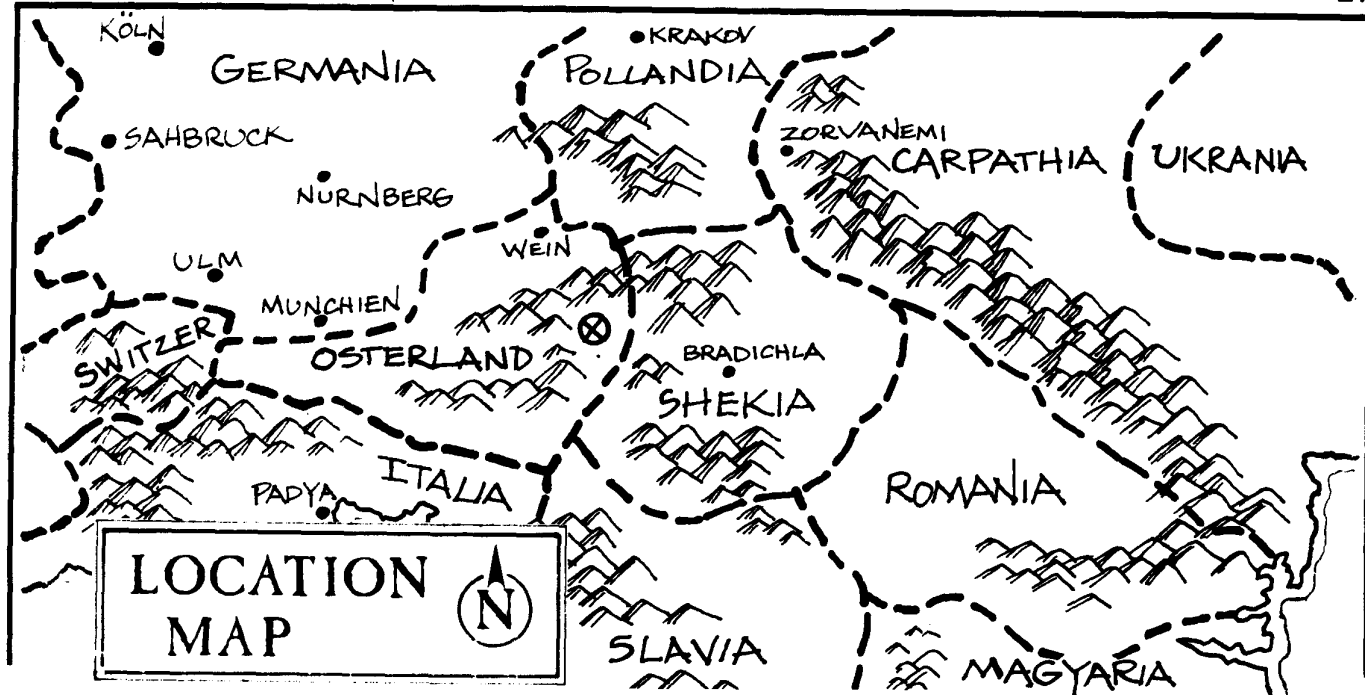 KÖLN
GERMANIA
KRAKOV
POLLANDIA
SAHBRUCK
ZORVANEMI
CARPATHIA
UKRANIA
NURNBERG
WEIN
ULM
MUNCHIEN
SWITZER
OSTERLAND
BRADICHLA
SHEKIA
ITALIA
PADYA
ROMANIA
LOCATION
MAP
N
SLAVIA
MAGYARIA